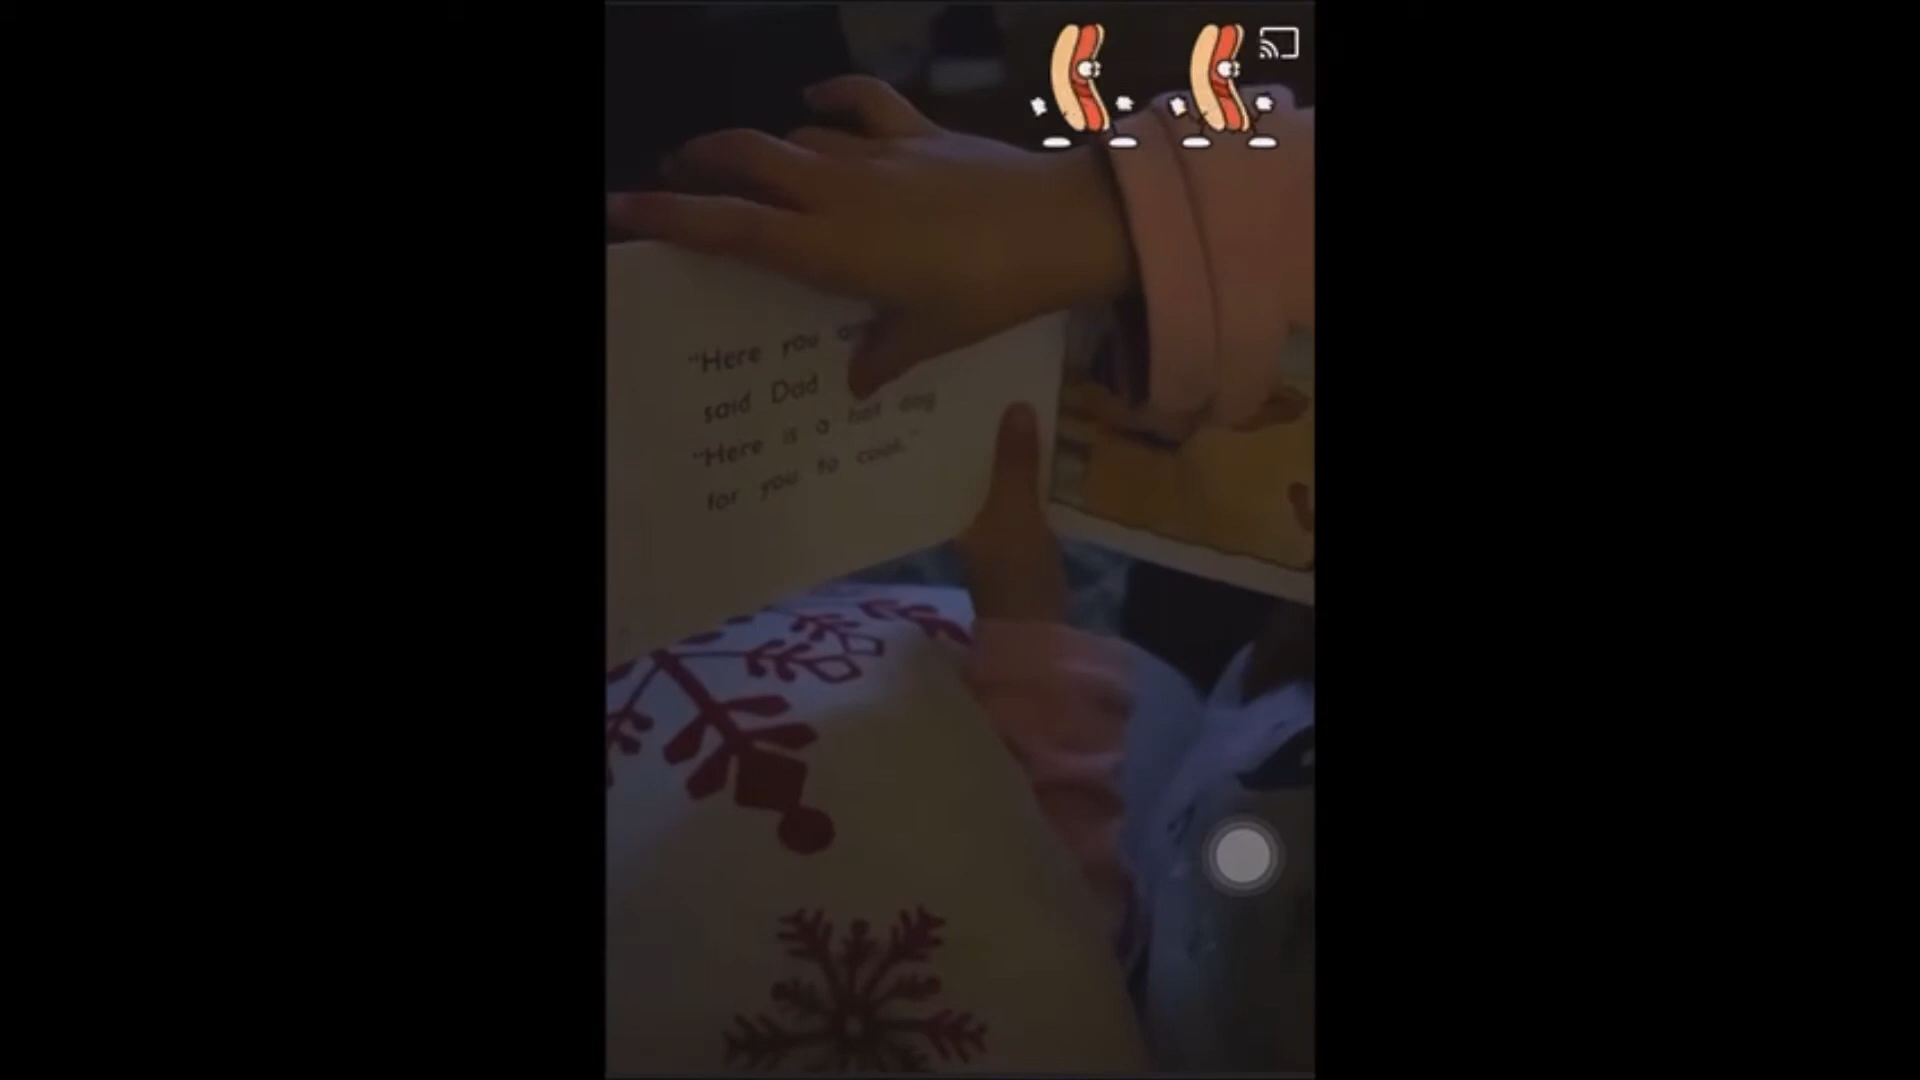 "Here you
said Dad
"Here is a hot dog
for you to cook."